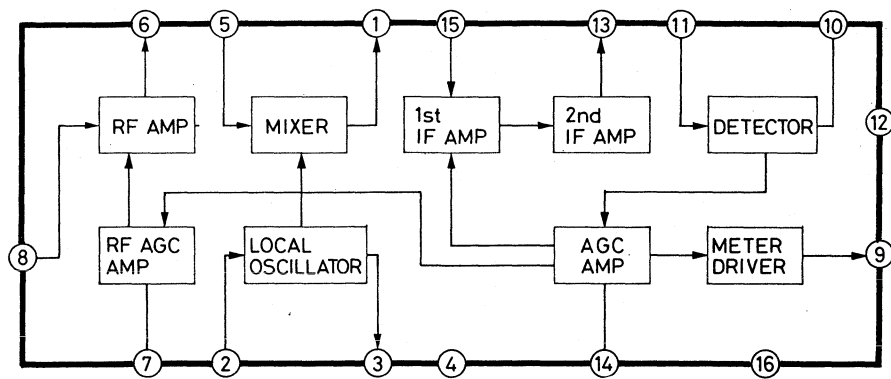 6 5 1 15 13 11 10
RF AMP
MIXER
1st
IF AMP
2nd
IF AMP
DETECTOR
12
8
RF AGC
AMP
LOCAL
OSCILLATOR
AGC
AMP
METER
DRIVER
9
7 2 3 4 14 16